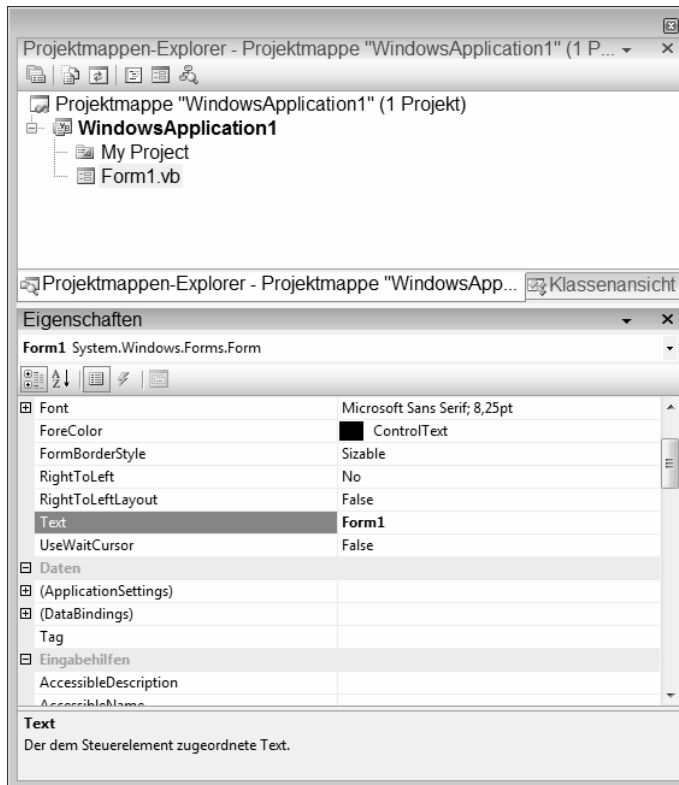 Projektmappen-Explorer - Projektmappe "WindowsApplication1" (1 P...
Projektmappe "WindowsApplication1" (1 Projekt)
WindowsApplication1
My Project
Form1.vb
Projektmappen-Explorer - Projektmappe "WindowsApp... Klassenansicht
Eigenschaften
Form1 System.Windows.Forms.Form
Font Microsoft Sans Serif; 8,25pt
ForeColor ControlText
FormBorderStyle Sizable
RightToLeft No
RightToLeftLayout False
Text Form1
UseWaitCursor False
Daten
(ApplicationSettings)
(DataBindings)
Tag
Eingabehilfen
AccessibleDescription
AccessibleName
Text
Der dem Steuerelement zugeordnete Text.